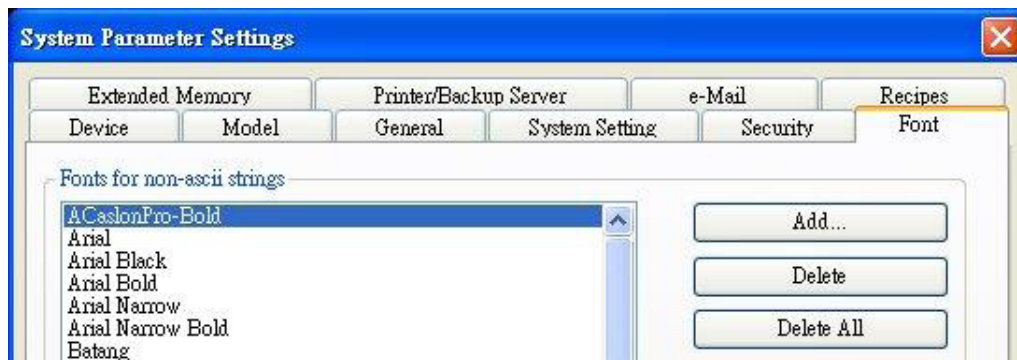 System Parameter Settings
Extended Memory Printer/Backup Server e-Mail Recipes
Device Model General System Setting Security Font
Fonts for non-ascii strings
ACaslonPro-Bold
Arial
Arial Black
Arial Bold
Arial Narrow
Arial Narrow Bold
Batang
Add...
Delete
Delete All